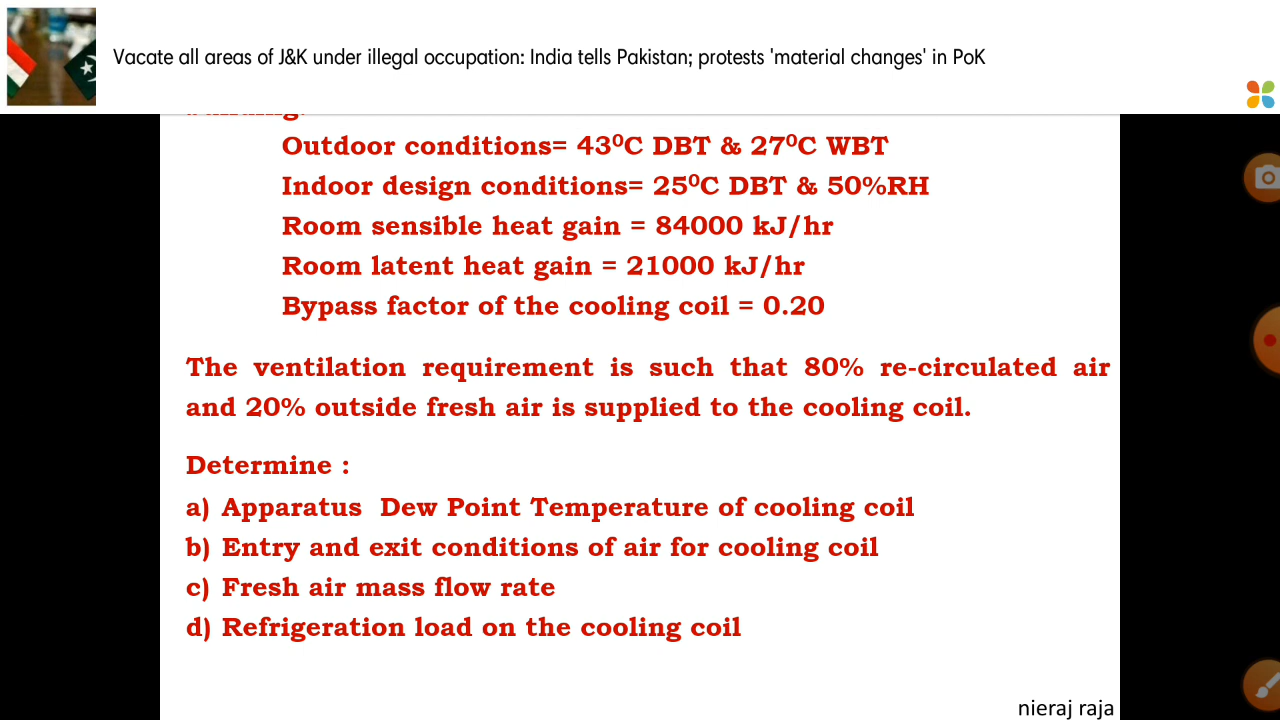 Vacate all areas of J&K under illegal occupation: India tells Pakistan; protests 'material changes' in PoK
Outdoor conditions= 43⁰C DBT & 27⁰C WBT
Indoor design conditions= 25⁰C DBT & 50%RH
Room sensible heat gain = 84000 kJ/hr
Room latent heat gain = 21000 kJ/hr
Bypass factor of the cooling coil = 0.20
The ventilation requirement is such that 80% re-circulated air
and 20% outside fresh air is supplied to the cooling coil.
Determine :
a) Apparatus Dew Point Temperature of cooling coil
b) Entry and exit conditions of air for cooling coil
c) Fresh air mass flow rate
d) Refrigeration load on the cooling coil
nieraj raja